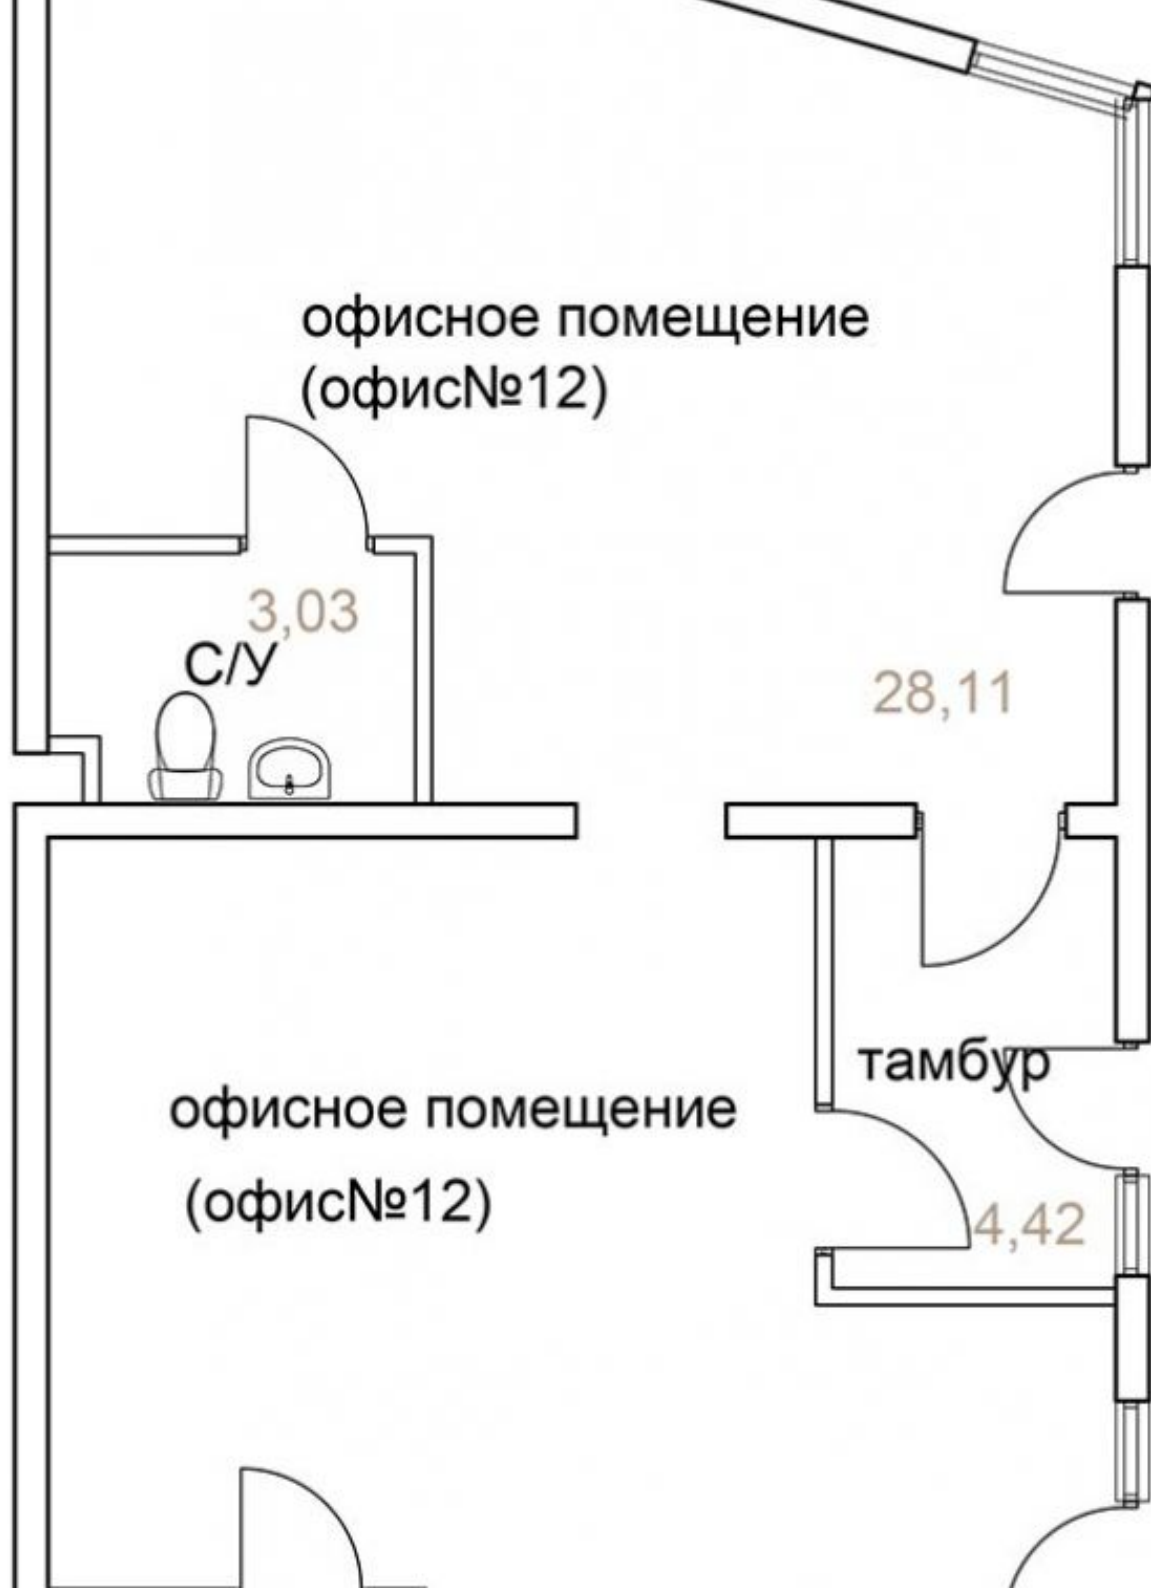 офисное помещение
(офис№12)
3,03
С/У
28,11
тамбур
офисное помещение
(офис№12)
4,42